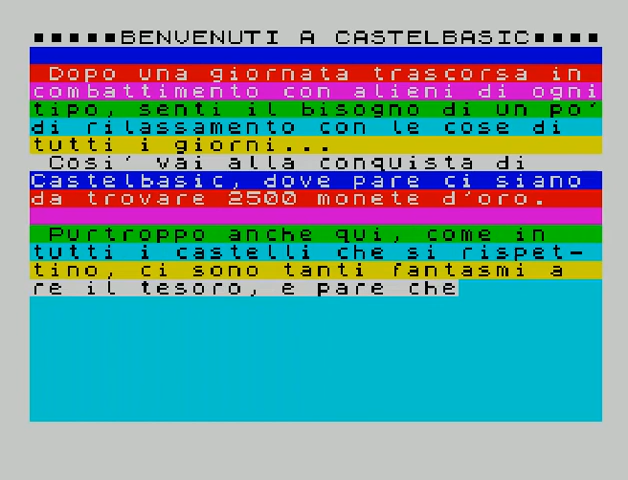 ▪▪▪▪▪BENVENUTI A CASTELBASIC▪▪▪▪
Dopo una giornata trascorsa in
combattimento con alieni di ogni
tipo, senti il bisogno di un po'
di rilassamento con le cose di
tutti i giorni...
Cosi' vai alla conquista di
Castelbasic, dove pare ci siano
da trovare 2500 monete d'oro.
Purtroppo anche qui, come in
tutti i castelli che si rispet-
tino, ci sono tanti fantasmi a
re il tesoro, e pare che